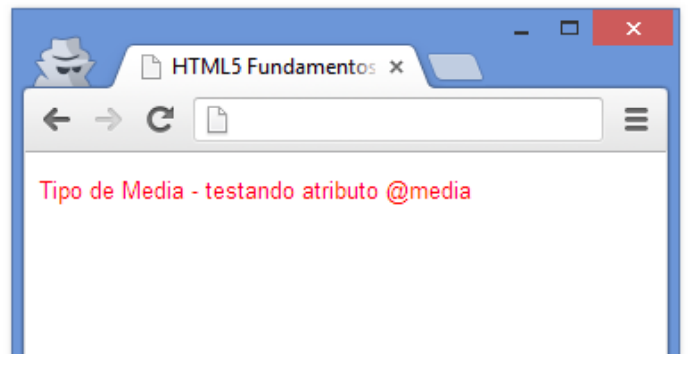 HTML5 Fundamentos
Tipo de Media - testando atributo @media